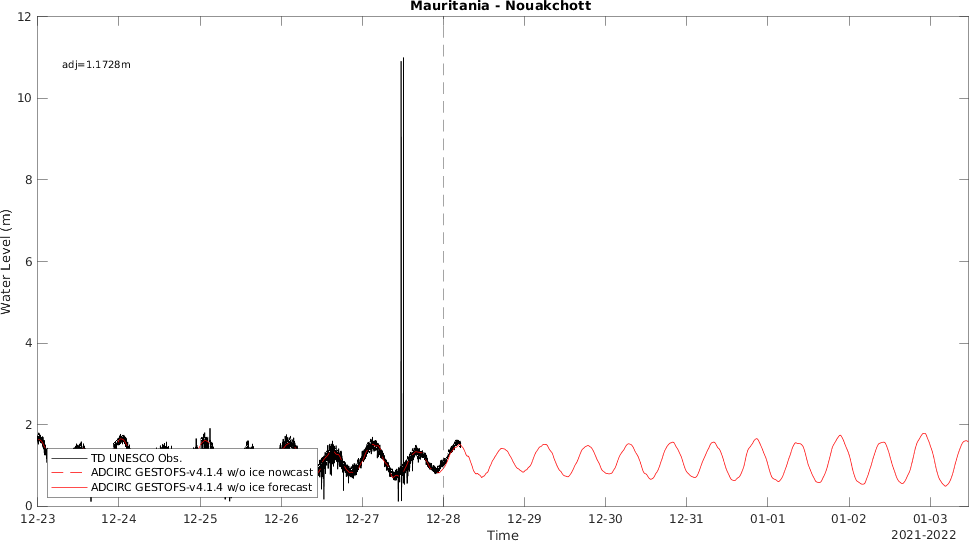 Mauritania - Nouakchott
12
adj=1.1728m
10
8
6
4
2
0
Water Level (m)
TD UNESCO Obs.
ADCIRC GESTOFS-v4.1.4 w/o ice nowcast
ADCIRC GESTOFS-v4.1.4 w/o ice forecast
12-23 12-24 12-25 12-26 12-27 12-28 12-29 12-30 12-31 01-01 01-02 01-03
Time
2021-2022